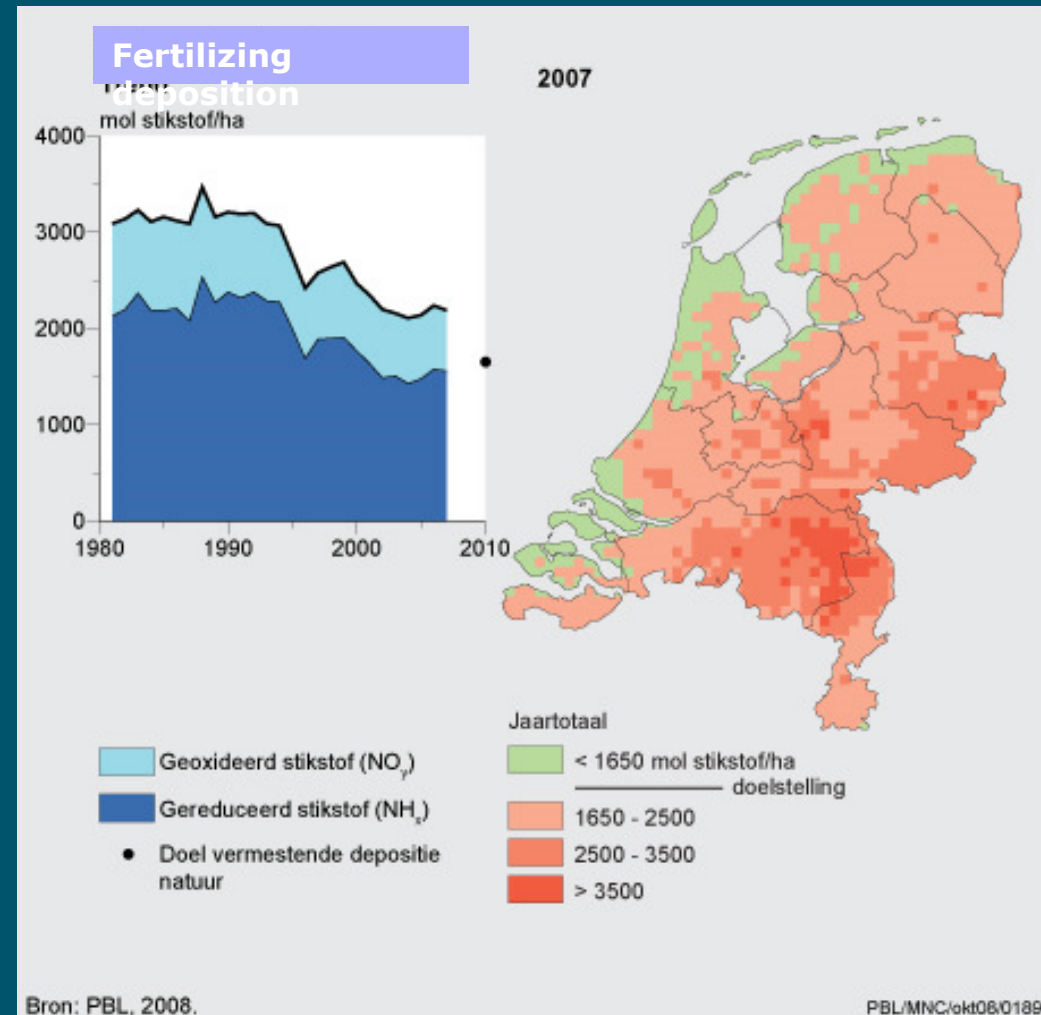 Fertilizing
deposition
2007
mol stikstof/ha
4000
3000
2000
1000
0
1980 1990 2000 2010
Geoxideerd stikstof (NOy)
Gereduceerd stikstof (NHx)
Doel vermestende depositie
natuur
Jaartotaal
< 1650 mol stikstof/ha
doelstelling
1650 - 2500
2500 - 3500
> 3500
Bron: PBL, 2008.
PBL/MNC/okt08/0189